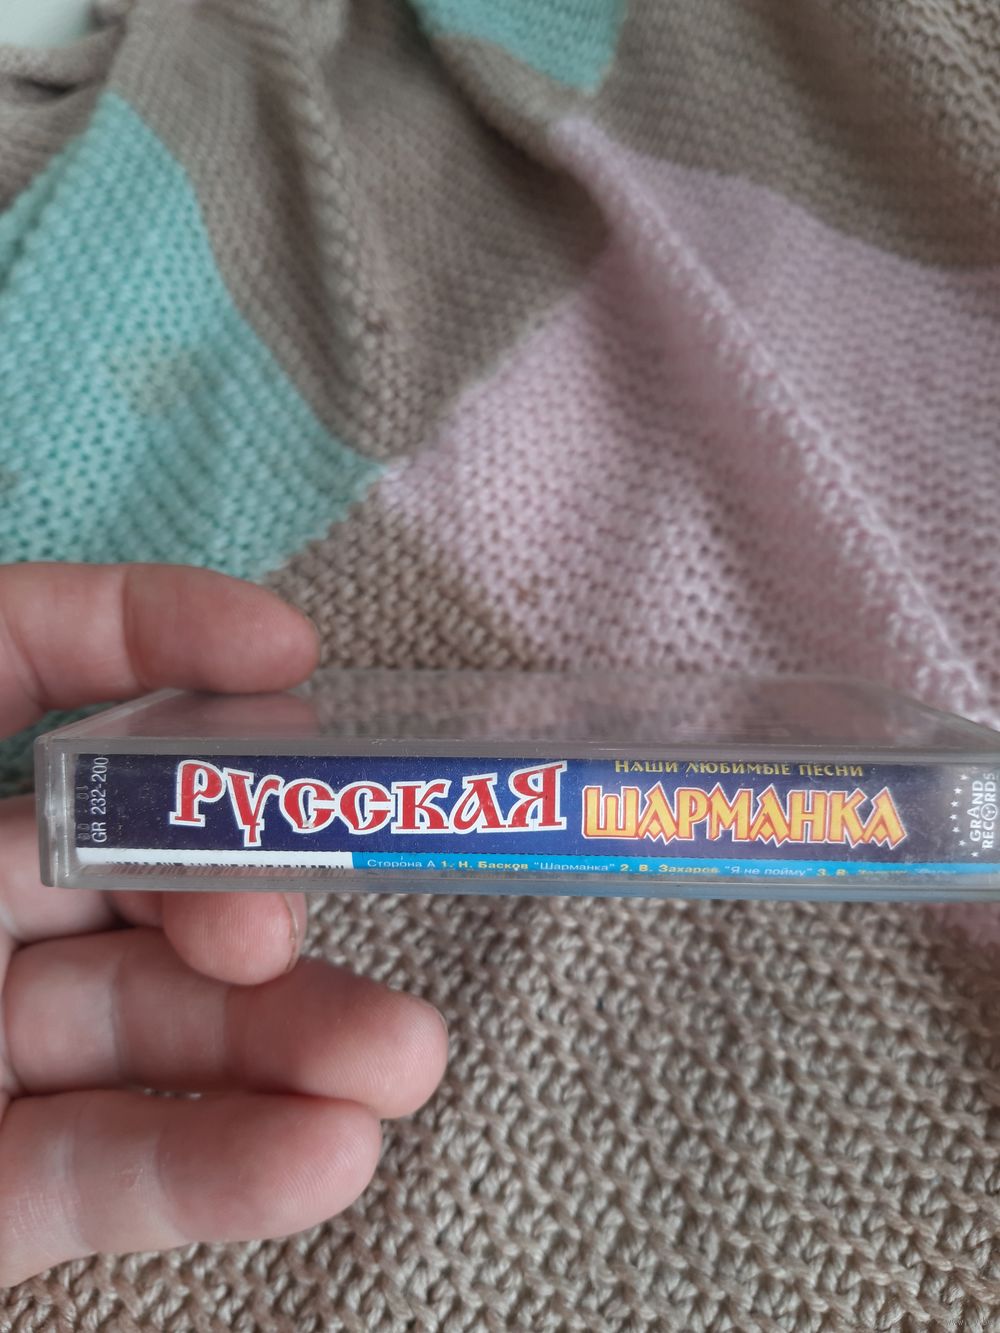 GR 232-200
РУССКАЯ
НАШИ ЛЮБИМЫЕ ПЕСНИ
ШАРМАНКА
GRAND RECORDS
Сторона А 1. Н. Басков "Шарманка" 2. В. Захаров "Я не пойму" 3. В.